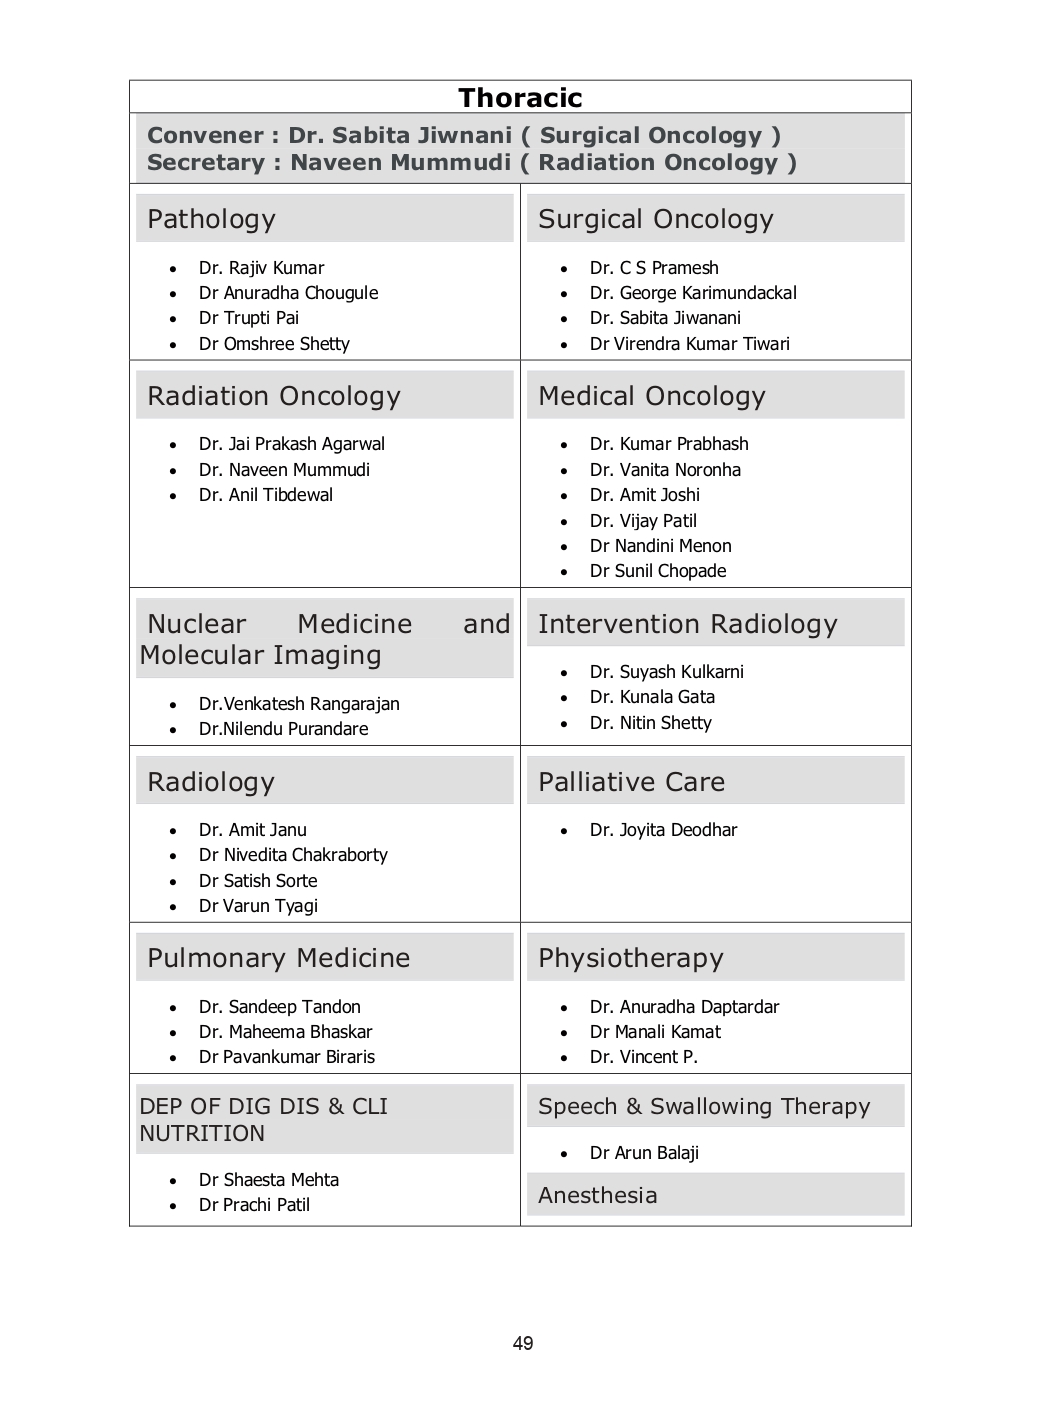 Thoracic
Convener : Dr. Sabita Jiwnani ( Surgical Oncology )
Secretary : Naveen Mummudi ( Radiation Oncology )
Pathology
• Dr. Rajiv Kumar
• Dr Anuradha Chougule
• Dr Trupti Pai
• Dr Omshree Shetty
Surgical Oncology
• Dr. C S Pramesh
• Dr. George Karimundackal
• Dr. Sabita Jiwanani
• Dr Virendra Kumar Tiwari
Radiation Oncology
• Dr. Jai Prakash Agarwal
• Dr. Naveen Mummudi
• Dr. Anil Tibdewal
Medical Oncology
• Dr. Kumar Prabhash
• Dr. Vanita Noronha
• Dr. Amit Joshi
• Dr. Vijay Patil
• Dr Nandini Menon
• Dr Sunil Chopade
Nuclear Medicine and
Molecular Imaging
• Dr.Venkatesh Rangarajan
• Dr.Nilendu Purandare
Intervention Radiology
• Dr. Suyash Kulkarni
• Dr. Kunala Gata
• Dr. Nitin Shetty
Radiology
• Dr. Amit Janu
• Dr Nivedita Chakraborty
• Dr Satish Sorte
• Dr Varun Tyagi
Palliative Care
• Dr. Joyita Deodhar
Pulmonary Medicine
• Dr. Sandeep Tandon
• Dr. Maheema Bhaskar
• Dr Pavankumar Biraris
Physiotherapy
• Dr. Anuradha Daptardar
• Dr Manali Kamat
• Dr. Vincent P.
DEP OF DIG DIS & CLI
NUTRITION
• Dr Shaesta Mehta
• Dr Prachi Patil
Speech & Swallowing Therapy
• Dr Arun Balaji
Anesthesia
49